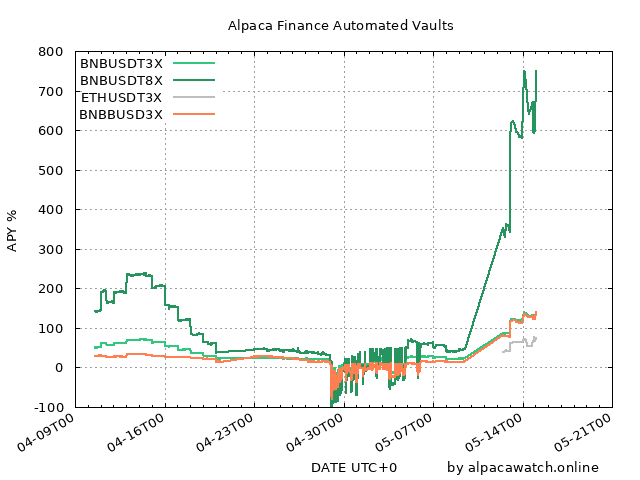 Alpaca Finance Automated Vaults
BNBUSDT3X
BNBUSDT8X
ETHUSDT3X
BNBBUSD3X
APY %
800
700
600
500
400
300
200
100
0
-100
04-09T00
04-16T00
04-23T00
04-30T00
05-07T00
05-14T00
05-21T00
DATE UTC+0
by alpacawatch.online